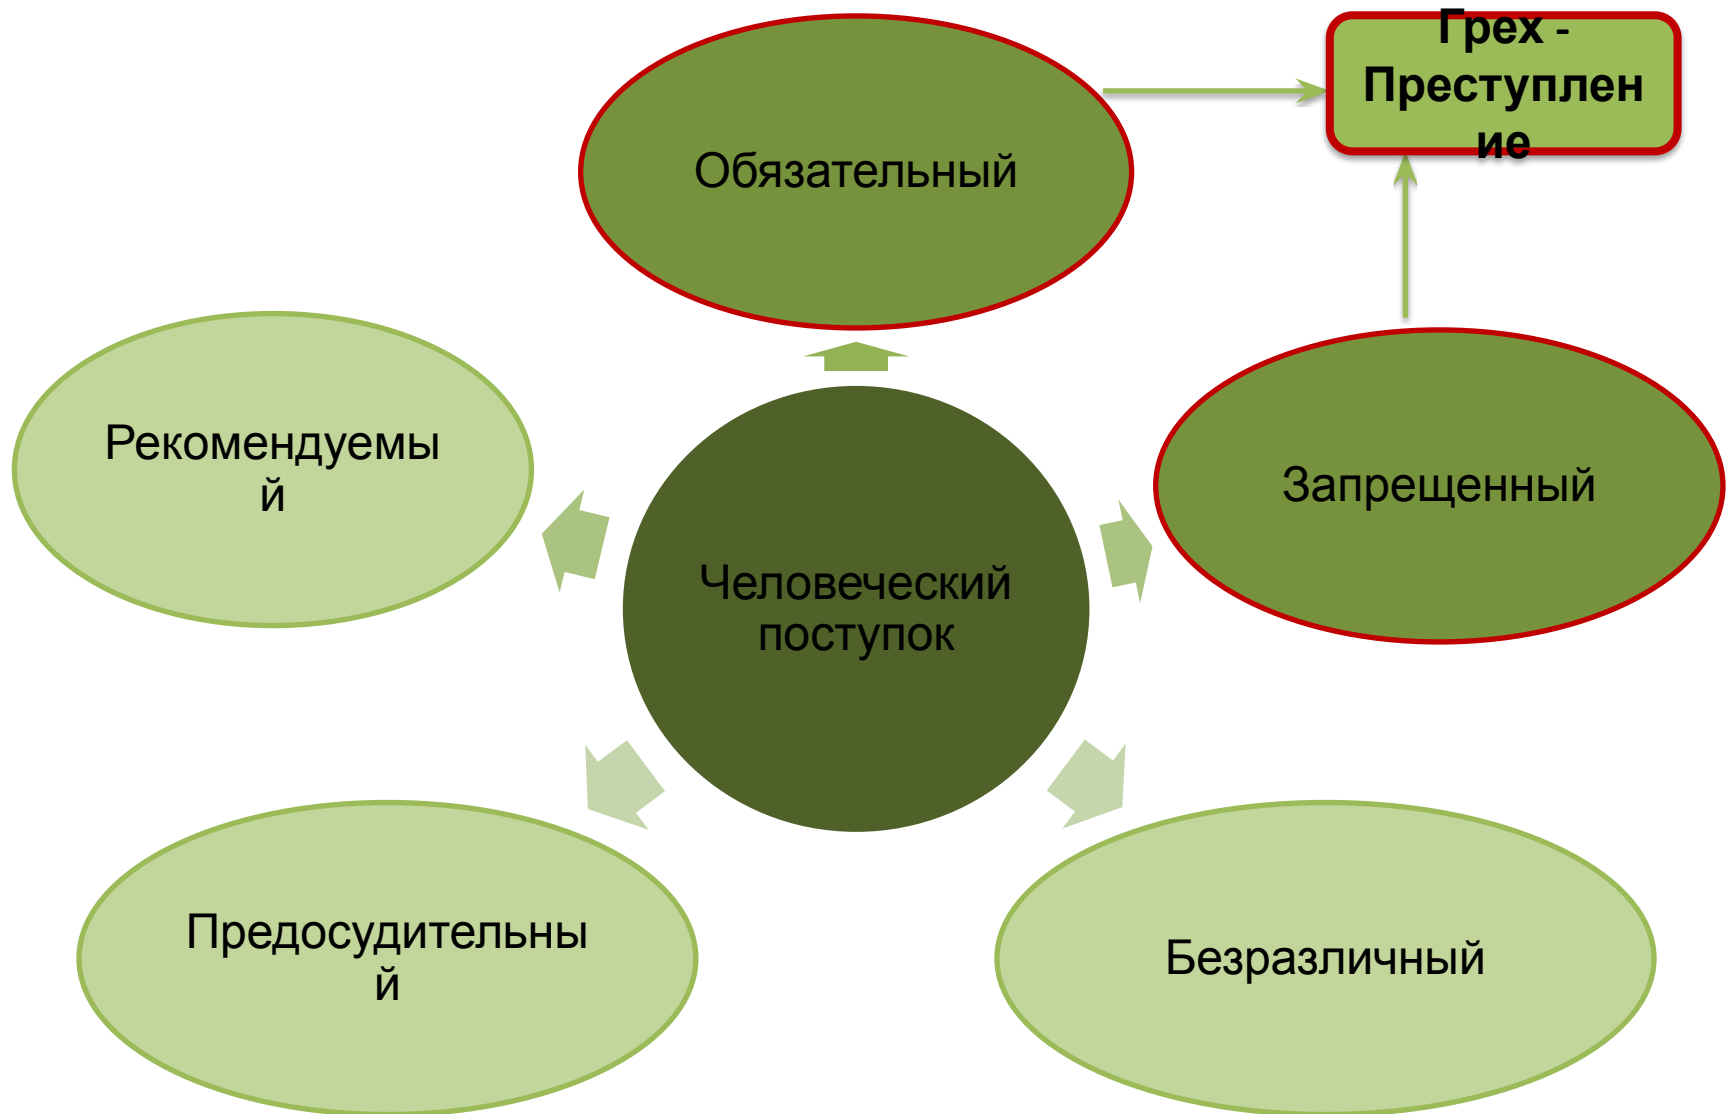 Грех -
Преступлен
ие
Обязательный
Рекомендуемы
й
Запрещенный
Человеческий
поступок
Предосудительны
й
Безразличный